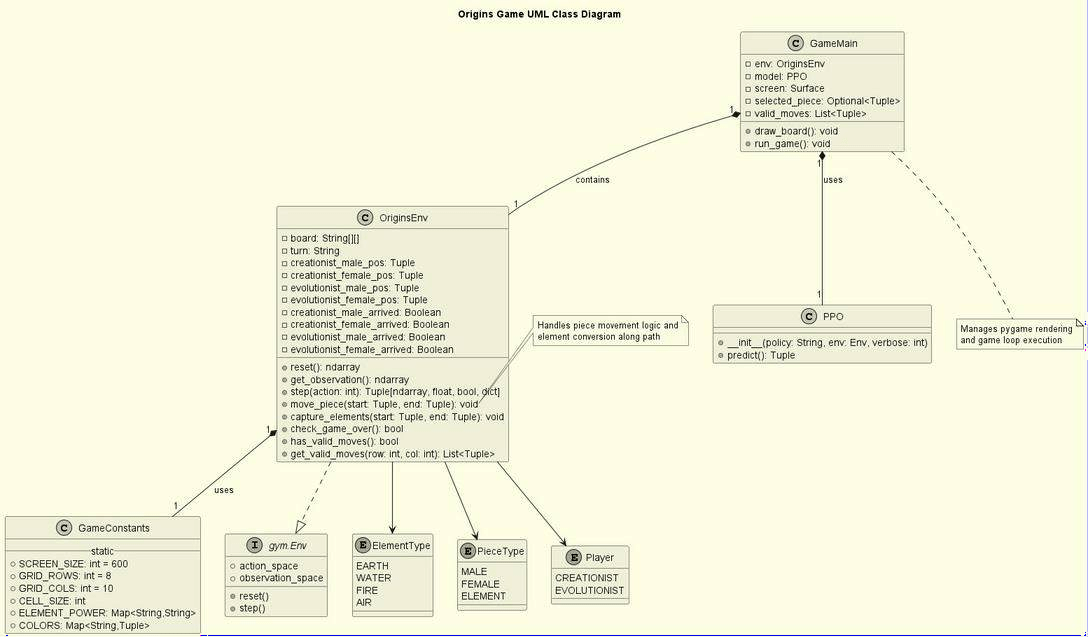 Origins Game UML Class Diagram
C GameMain
env: OriginsEnv
model: PPO
screen: Surface
selected_piece: Optional<Tuple>
valid_moves: List<Tuple>
draw_board(): void
run_game(): void
1
1
contains
1
uses
1
C OriginsEnv
board: String[][]
turn: String
creationist_male_pos: Tuple
creationist_female_pos: Tuple
evolutionist_male_pos: Tuple
evolutionist_female_pos: Tuple
creationist_male_arrived: Boolean
creationist_female_arrived: Boolean
evolutionist_male_arrived: Boolean
evolutionist_female_arrived: Boolean
reset(): ndarray
get_observation(): ndarray
step(action: int): Tuple[ndarray, float, bool, dict]
move_piece(start: Tuple, end: Tuple): void
capture_elements(start: Tuple, end: Tuple): void
check_game_over(): bool
has_valid_moves(): bool
get_valid_moves(row: int, col: int): List<Tuple>
Handles piece movement logic and
element conversion along path
C PPO
__init__(policy: String, env: Env, verbose: int)
predict(): Tuple
Manages pygame rendering
and game loop execution
1
uses
1
C GameConstants
static
SCREEN_SIZE: int = 600
GRID_ROWS: int = 8
GRID_COLS: int = 10
CELL_SIZE: int
ELEMENT_POWER: Map<String,String>
COLORS: Map<String,Tuple>
I gym.Env
action_space
observation_space
reset()
step()
E ElementType
EARTH
WATER
FIRE
AIR
E PieceType
MALE
FEMALE
ELEMENT
E Player
CREATIONIST
EVOLUTIONIST